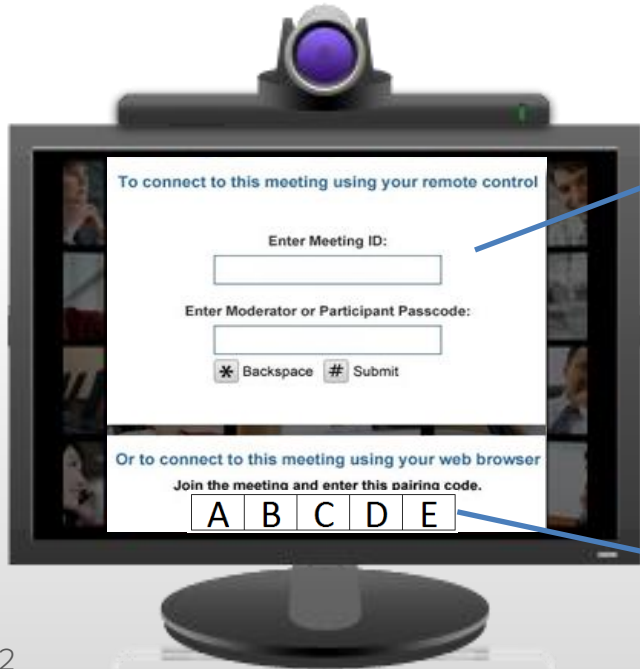 To connect to this meeting using your remote control
Enter Meeting ID:
Enter Moderator or Participant Passcode:
* Backspace # Submit
Or to connect to this meeting using your web browser
Join the meeting and enter this pairing code.
A B C D E
2